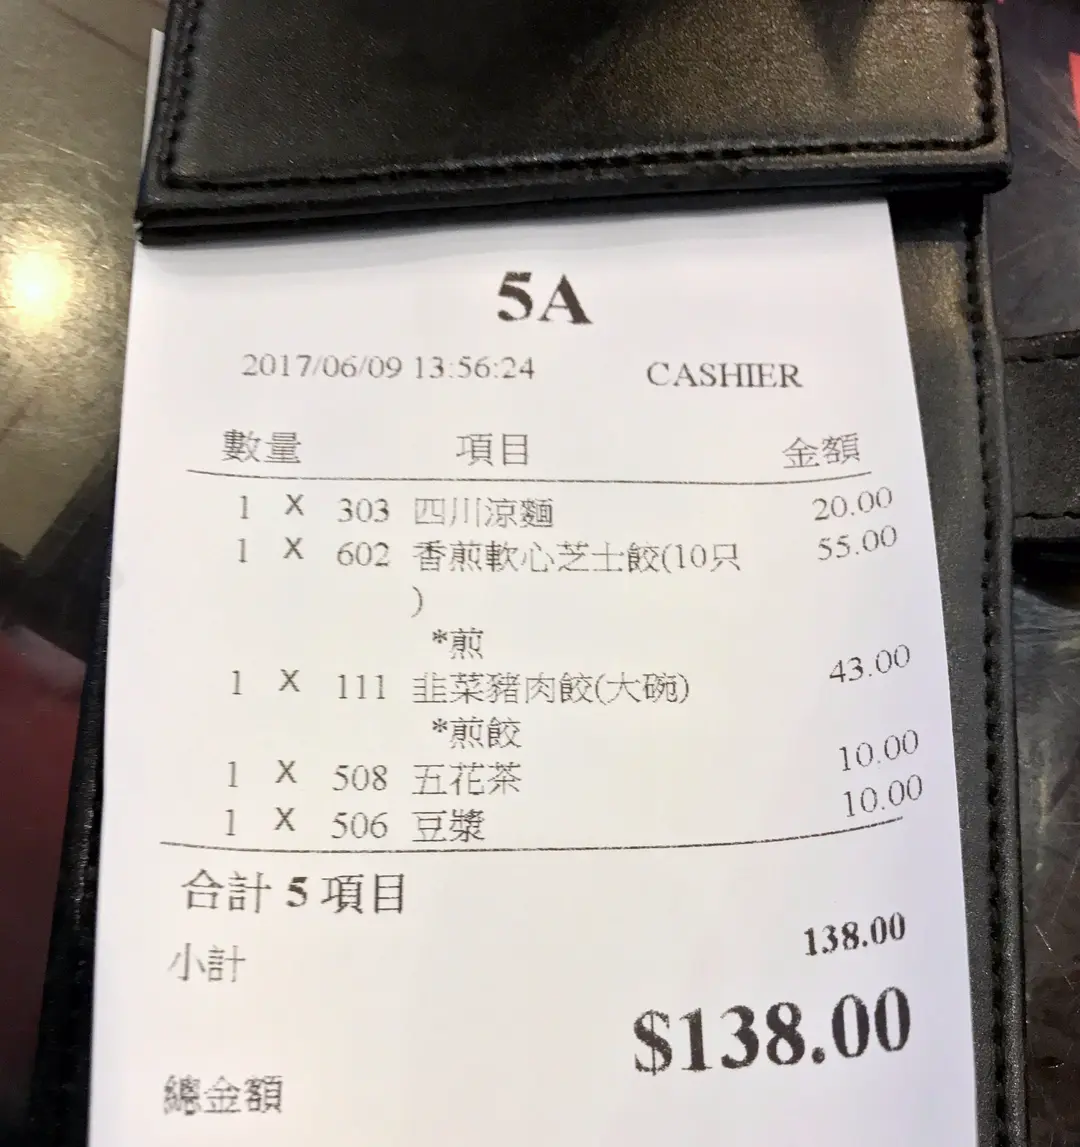 5A
2017/06/09 13:56:24 CASHIER
數量 項目 金額
1 X 303 四川涼麵 20.00
1 X 602 香煎軟心芝士餃(10只 55.00
)
*煎
1 X 111 韭菜豬肉餃(大碗) 43.00
*煎餃
1 X 508 五花茶 10.00
1 X 506 豆漿 10.00
合計 5 項目
小計 138.00
$138.00
總金額